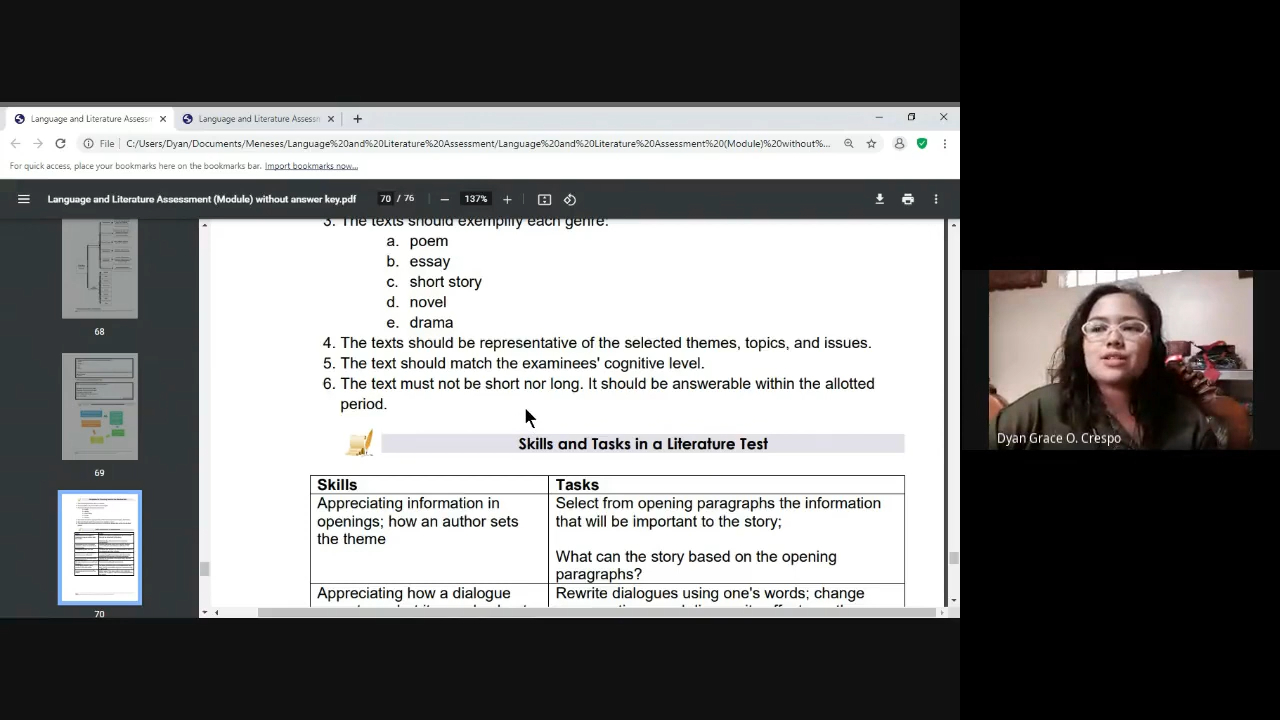 Language and Literature Assessm
Language and Literature Assessm
File
C:/Users/Dyan/Documents/Meneses/Language%20and%20Literature%20Assessment/Language%20and%20Literature%20Assessment%20(Module)%20without%...
For quick access, place your bookmarks here on the bookmarks bar. Import bookmarks now...
Language and Literature Assessment (Module) without answer key.pdf
70 / 76
137%
3. The texts should exemplify each genre:
a. poem
b. essay
c. short story
d. novel
e. drama
4. The texts should be representative of the selected themes, topics, and issues.
5. The text should match the examinees' cognitive level.
6. The text must not be short nor long. It should be answerable within the allotted
period.
Skills and Tasks in a Literature Test
Skills
Tasks
Appreciating information in
openings; how an author sets
the theme
Select from opening paragraphs the information
that will be important to the story;
What can the story based on the opening
paragraphs?
Appreciating how a dialogue
Rewrite dialogues using one's words; change
68
69
70
Dyan Grace O. Crespo